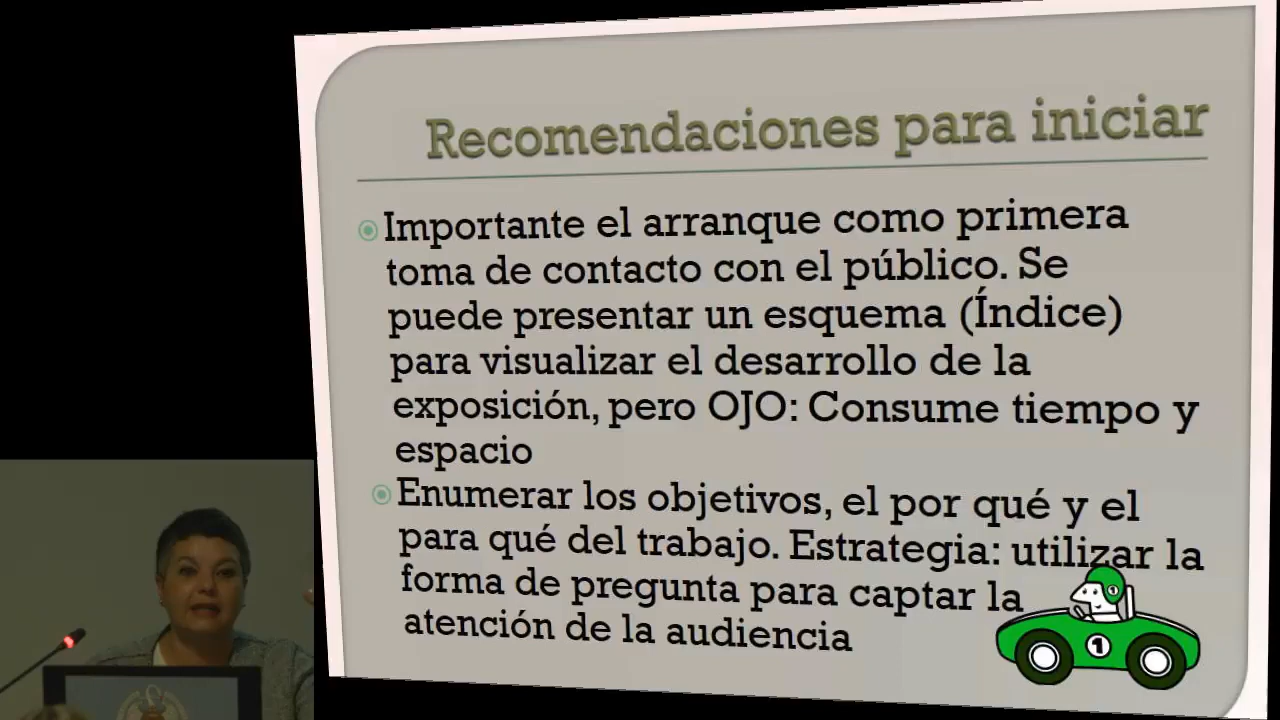 Recomendaciones para iniciar
Importante el arranque como primera
toma de contacto con el público. Se
puede presentar un esquema (Índice)
para visualizar el desarrollo de la
exposición, pero OJO: Consume tiempo y
espacio
Enumerar los objetivos, el por qué y el
para qué del trabajo. Estrategia: utilizar la
forma de pregunta para captar la
atención de la audiencia
1
1